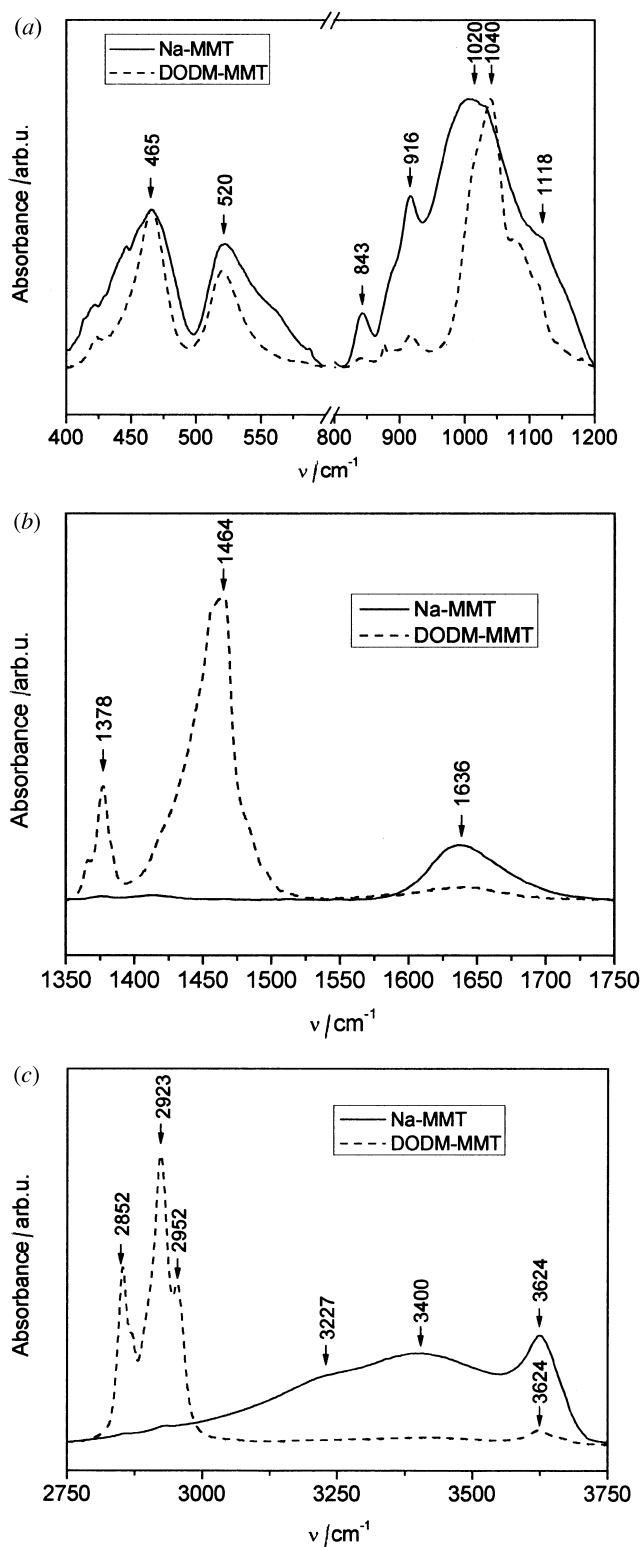 (a)
Na-MMT
DODM-MMT
465
520
843
916
1020
1040
1118
Absorbance /arb.u.
400 450 500 550 800 900 1000 1100 1200
ν /cm-1
(b)
Na-MMT
DODM-MMT
1378
1464
1636
Absorbance /arb.u.
1350 1400 1450 1500 1550 1600 1650 1700 1750
ν /cm-1
(c)
Na-MMT
DODM-MMT
2852
2923
2952
3227
3400
3624
3624
Absorbance /arb.u.
2750 3000 3250 3500 3750
ν /cm-1